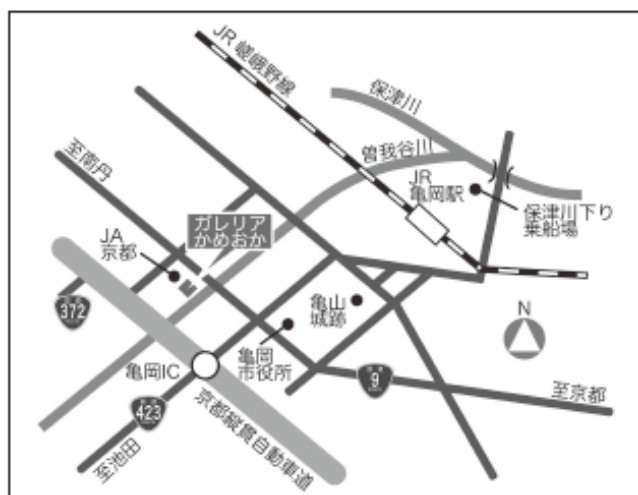 JR 嵯峨野線
保津川
曽我谷川
至南丹
JR
亀岡駅
保津川下り
乗船場
ガレリア
かめおか
JA
京都
372
亀山
城跡
N
亀岡
市役所
亀岡IC
9
至京都
423
京都縦貫自動車道
至池田